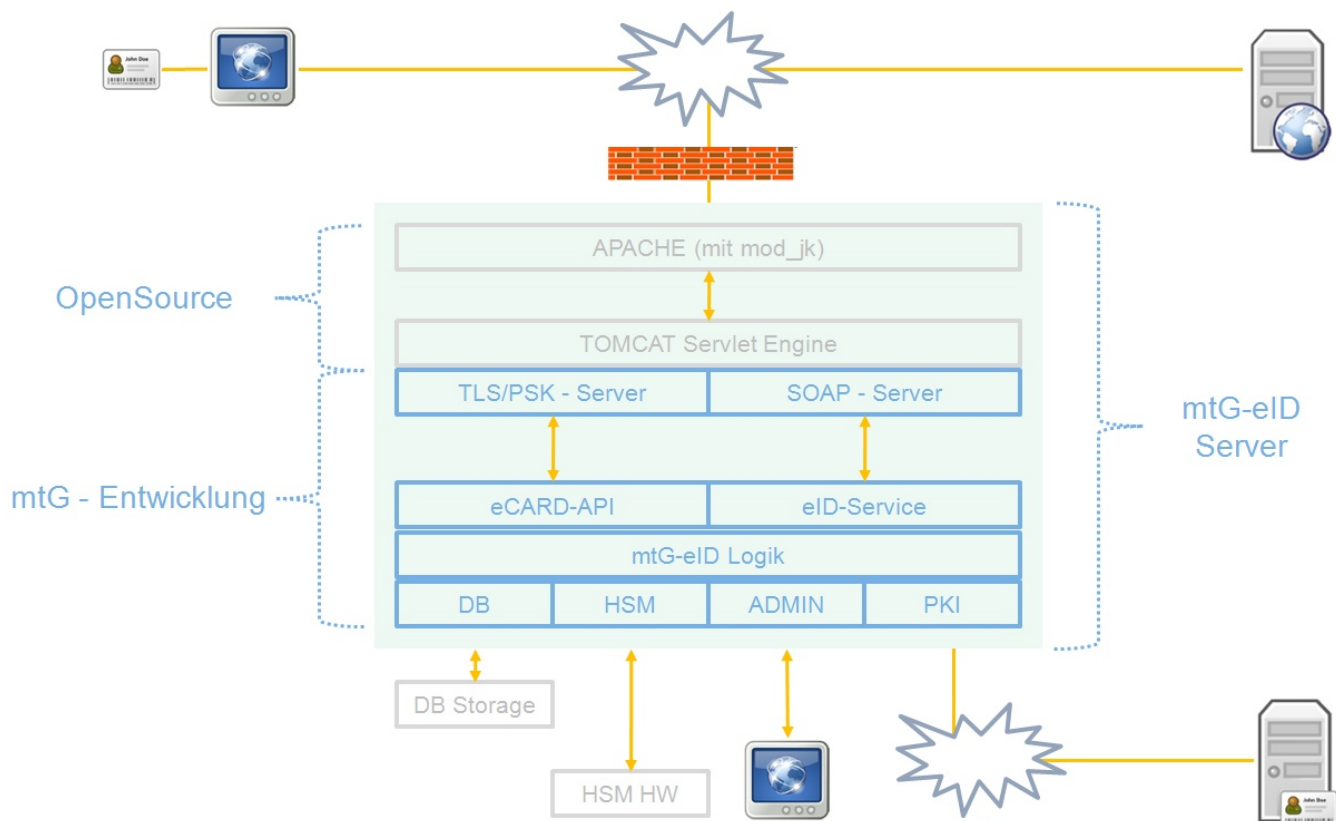 John Doe
APACHE (mit mod_jk)
OpenSource
TOMCAT Servlet Engine
TLS/PSK - Server
SOAP - Server
mtG-eID
Server
mtG - Entwicklung
eCARD-API
eID-Service
mtG-eID Logik
DB
HSM
ADMIN
PKI
DB Storage
HSM HW
John Doe